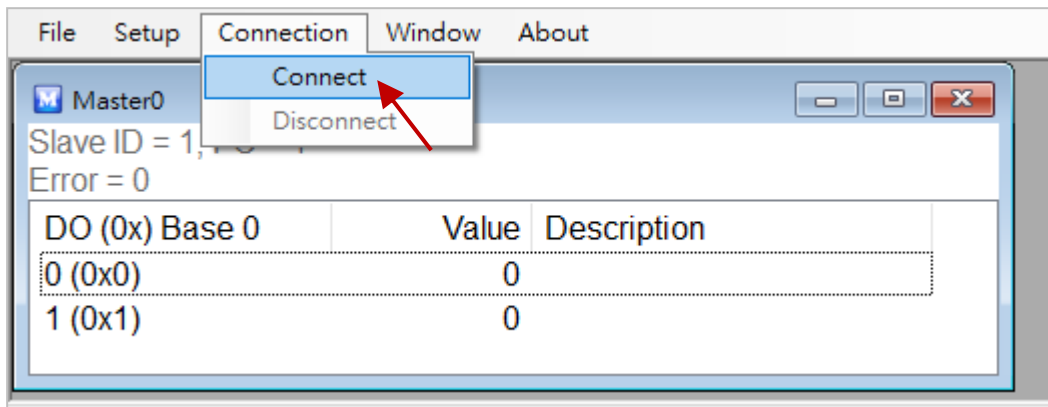 File Setup Connection Window About
Connect
Master0
Disconnect
Slave ID = 1,
Error = 0
DO (0x) Base 0 Value Description
0 (0x0) 0
1 (0x1) 0